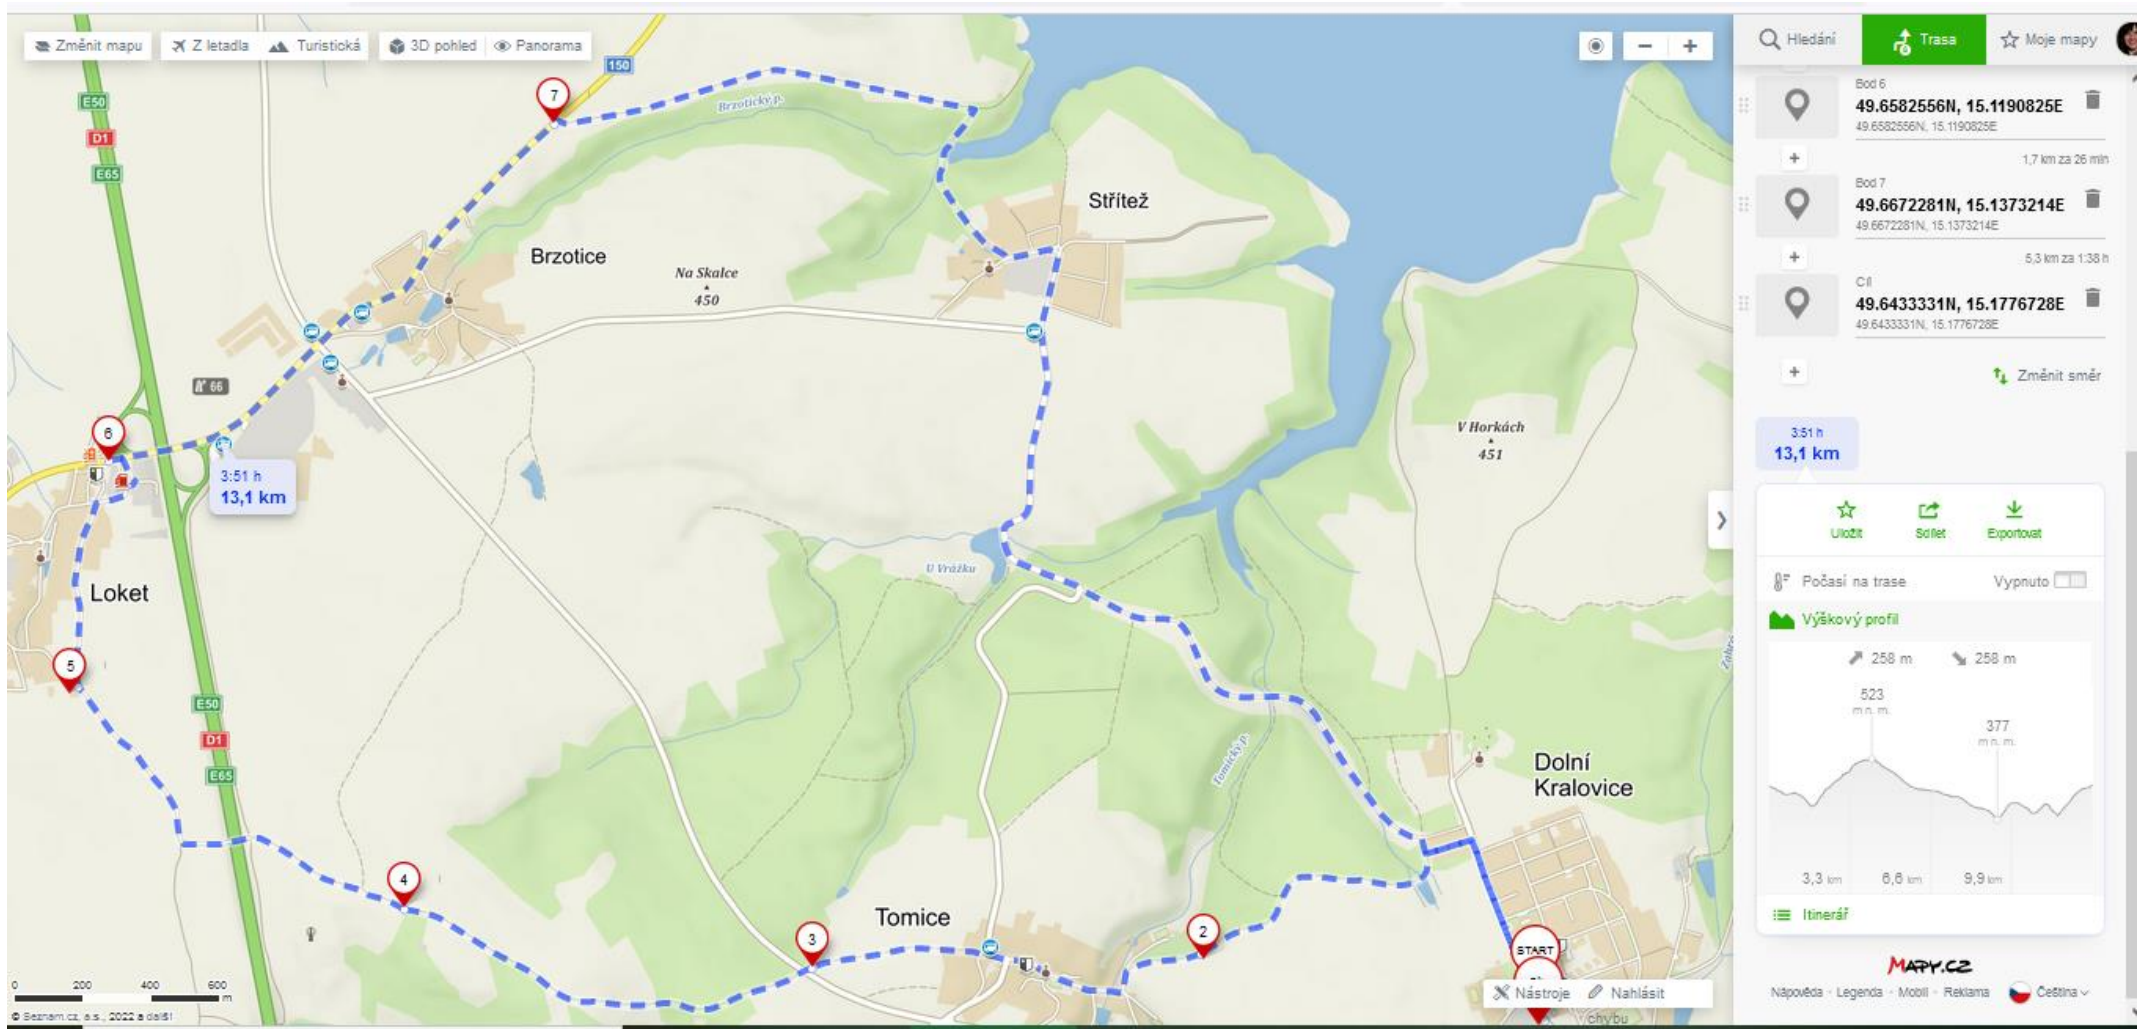 Změnit mapu
Z letadla
Turistická
3D pohled
Panorama
150
E50
D1
E65
7
Brzotický p.
Střítež
Brzotice
Na Skalce
450
66
6
3:51 h
13,1 km
V Horkách
451
U Vrážku
Loket
5
E50
D1
E65
Tomický p.
Dolní
Kralovice
4
Tomice
3
2
START
0 200 400 600
m
© Seznam.cz, a.s., 2022 a další
Nástroje
Nahlásit
chybu
Hledání
Trasa
Moje mapy
Bod 6
49.6582556N, 15.1190825E
49.6582556N, 15.1190825E
1,7 km za 26 min
Bod 7
49.6672281N, 15.1373214E
49.6672281N, 15.1373214E
5,3 km za 1:38 h
Cíl
49.6433331N, 15.1776728E
49.6433331N, 15.1776728E
Změnit směr
3:51 h
13,1 km
Uložit
Sdílet
Exportovat
Počasí na trase
Vypnuto
Výškový profil
258 m
258 m
523
m n. m.
377
m n. m.
3,3 km
6,6 km
9,9 km
Itinerář
MAPY.CZ
Nápověda - Legenda - Mobil - Reklama
Čeština